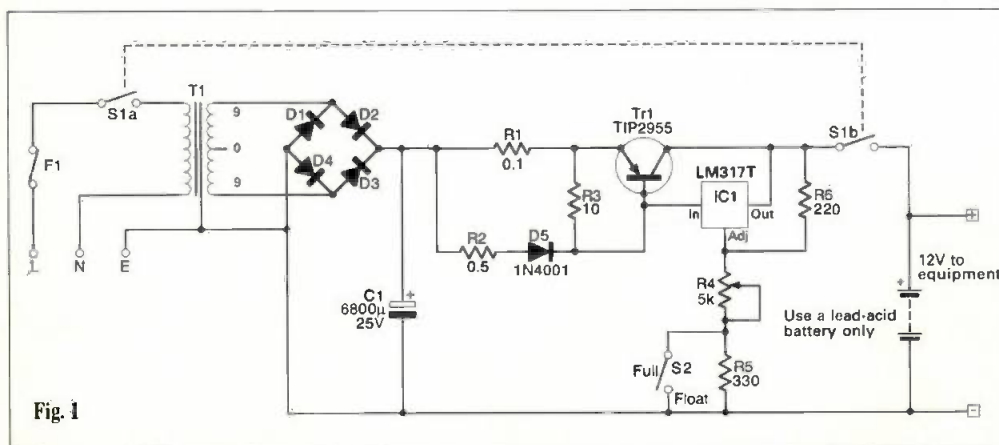 T1
S1a
9
0
9
F1
L
N
E
D1
D2
D4
D3
R1
0.1
Tr1
TIP2955
S1b
LM317T
IC1
In
Out
Adj
R3
10
R6
220
R2
0.5
D5
1N4001
C1
6800µ
25V
+
R4
5k
Full
S2
Float
R5
330
+
12V to
equipment
+
Use a lead-acid
battery only
-
Fig. 1